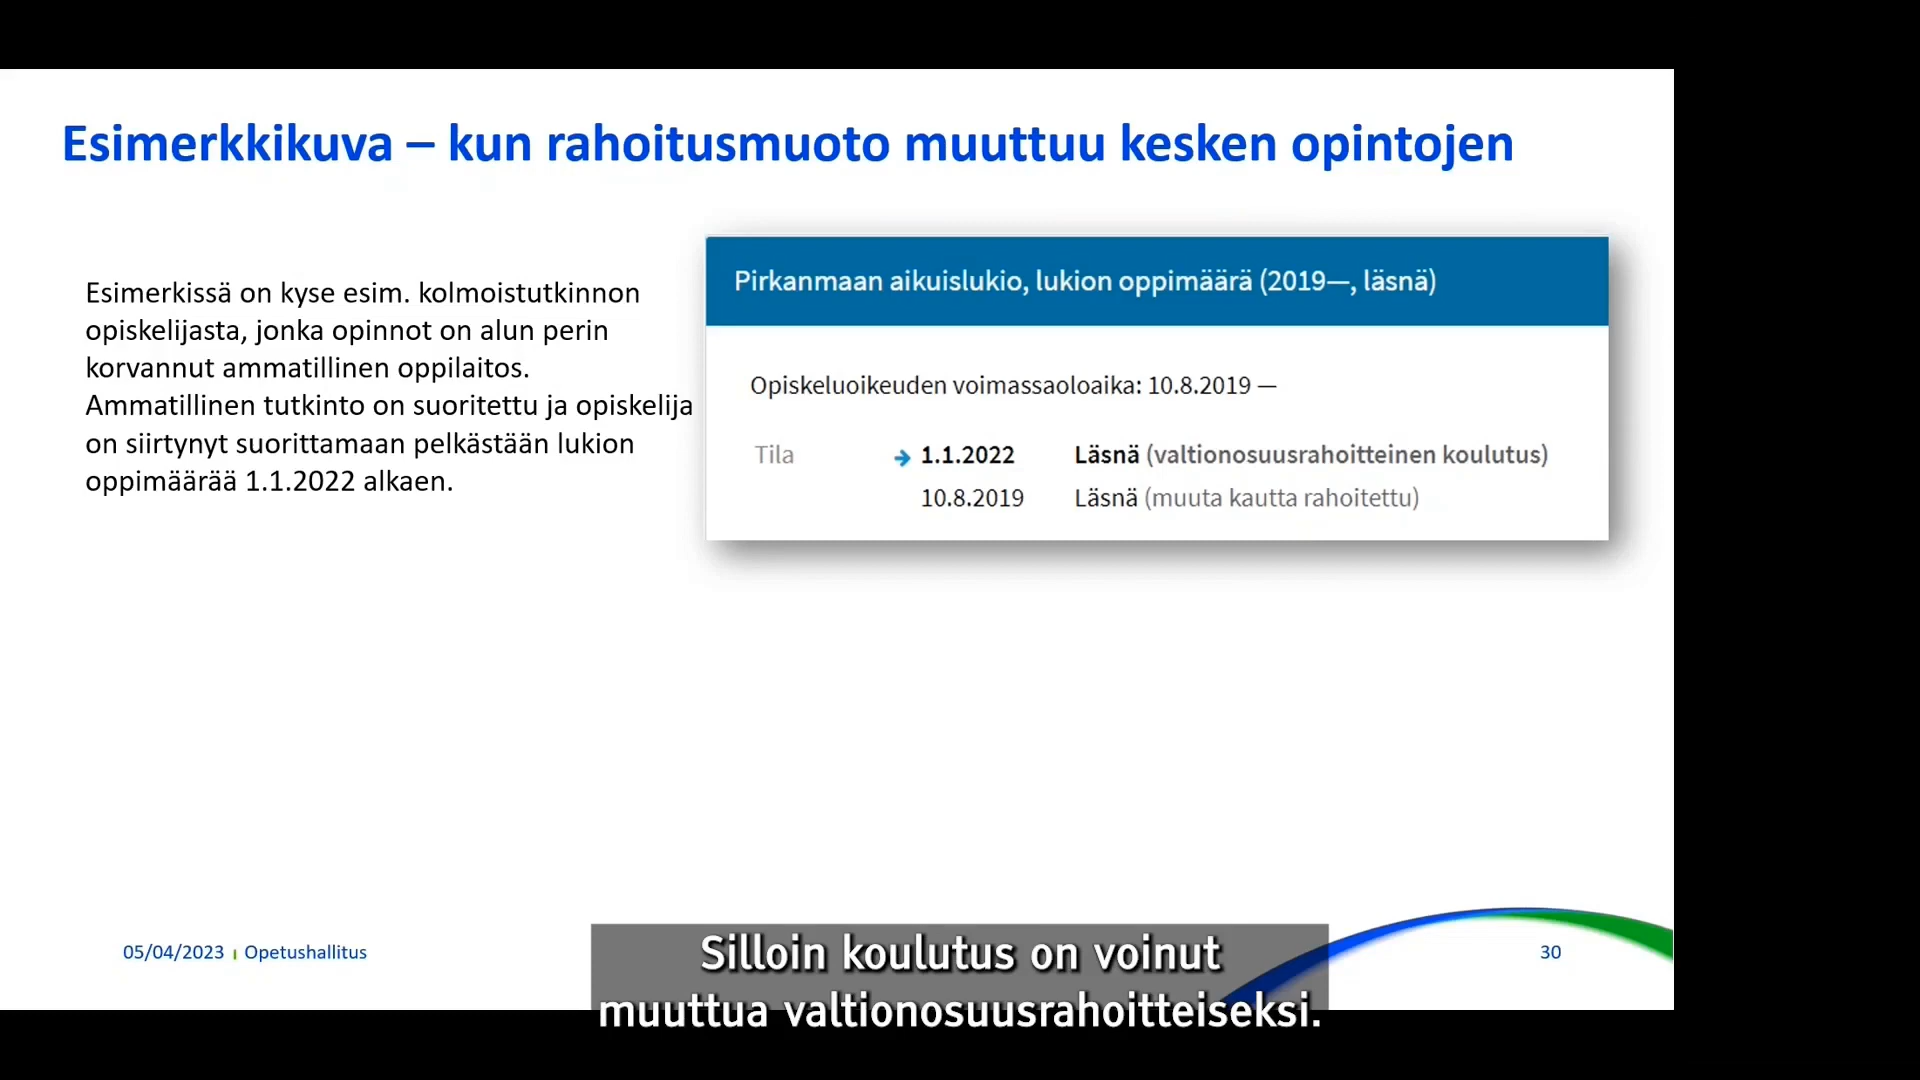 Esimerkkikuva – kun rahoitusmuoto muuttuu kesken opintojen
Esimerkissä on kyse esim. kolmoistutkinnon
opiskelijasta, jonka opinnot on alun perin
korvannut ammatillinen oppilaitos.
Ammatillinen tutkinto on suoritettu ja opiskelija
on siirtynyt suorittamaan pelkästään lukion
oppimäärää 1.1.2022 alkaen.
Pirkanmaan aikuislukio, lukion oppimäärä (2019—, läsnä)
Opiskeluoikeuden voimassaoloaika: 10.8.2019 —
Tila → 1.1.2022 Läsnä (valtionosuusrahoitteinen koulutus)
10.8.2019 Läsnä (muuta kautta rahoitettu)
05/04/2023 | Opetushallitus
30
Silloin koulutus on voinut
muuttua valtionosuusrahoitteiseksi.